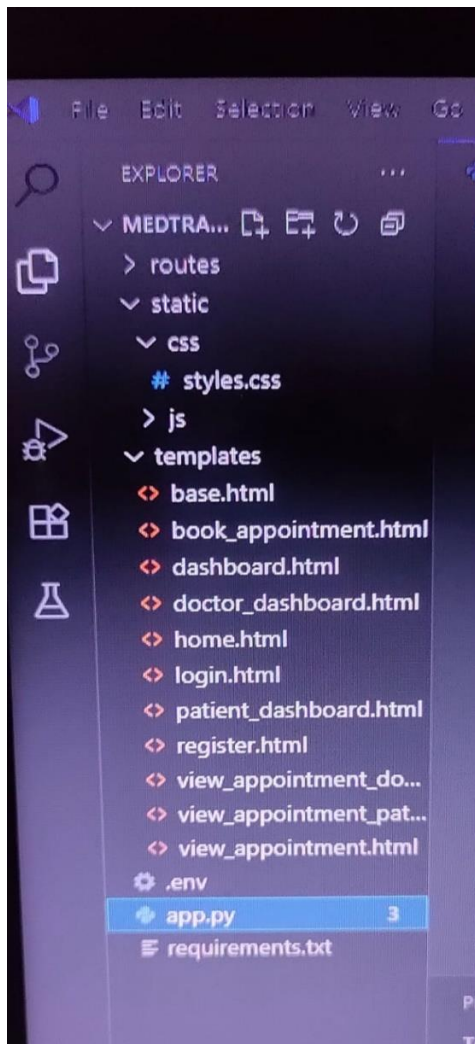 File Edit Selection View Go
EXPLORER ...
MEDTRA...
routes
static
css
# styles.css
js
templates
<> base.html
<> book_appointment.html
<> dashboard.html
<> doctor_dashboard.html
<> home.html
<> login.html
<> patient_dashboard.html
<> register.html
<> view_appointment_do...
<> view_appointment_pat...
<> view_appointment.html
.env
app.py 3
requirements.txt